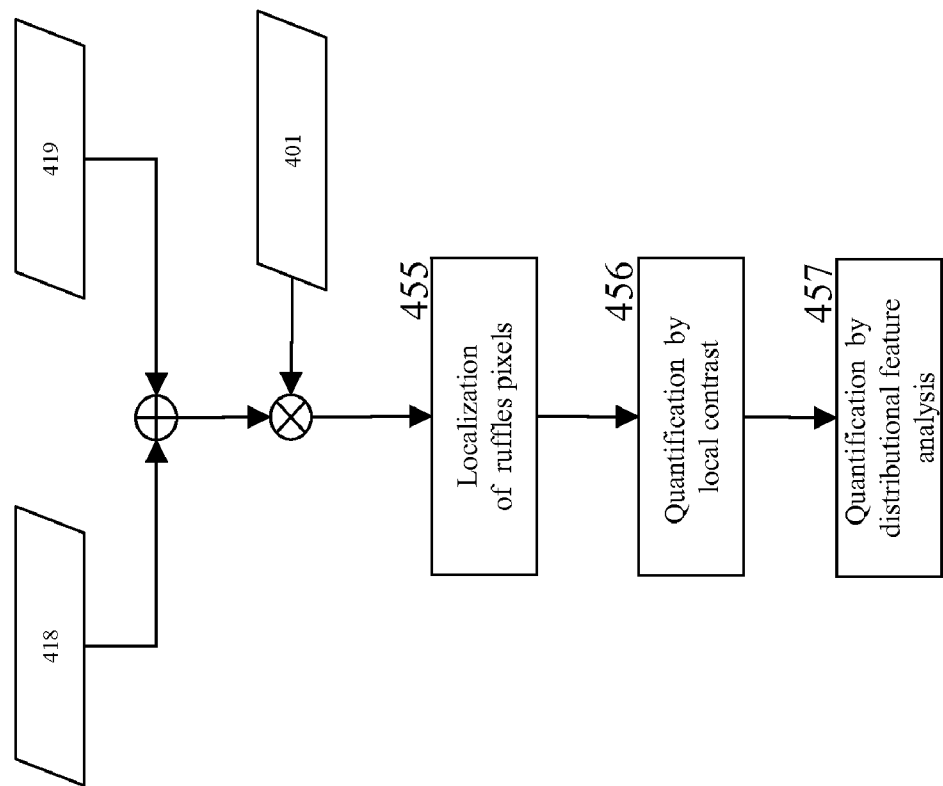 418
419
401
455
Localization
of ruffles pixels
456
Quantification by
local contrast
457
Quantification by
distributional feature
analysis